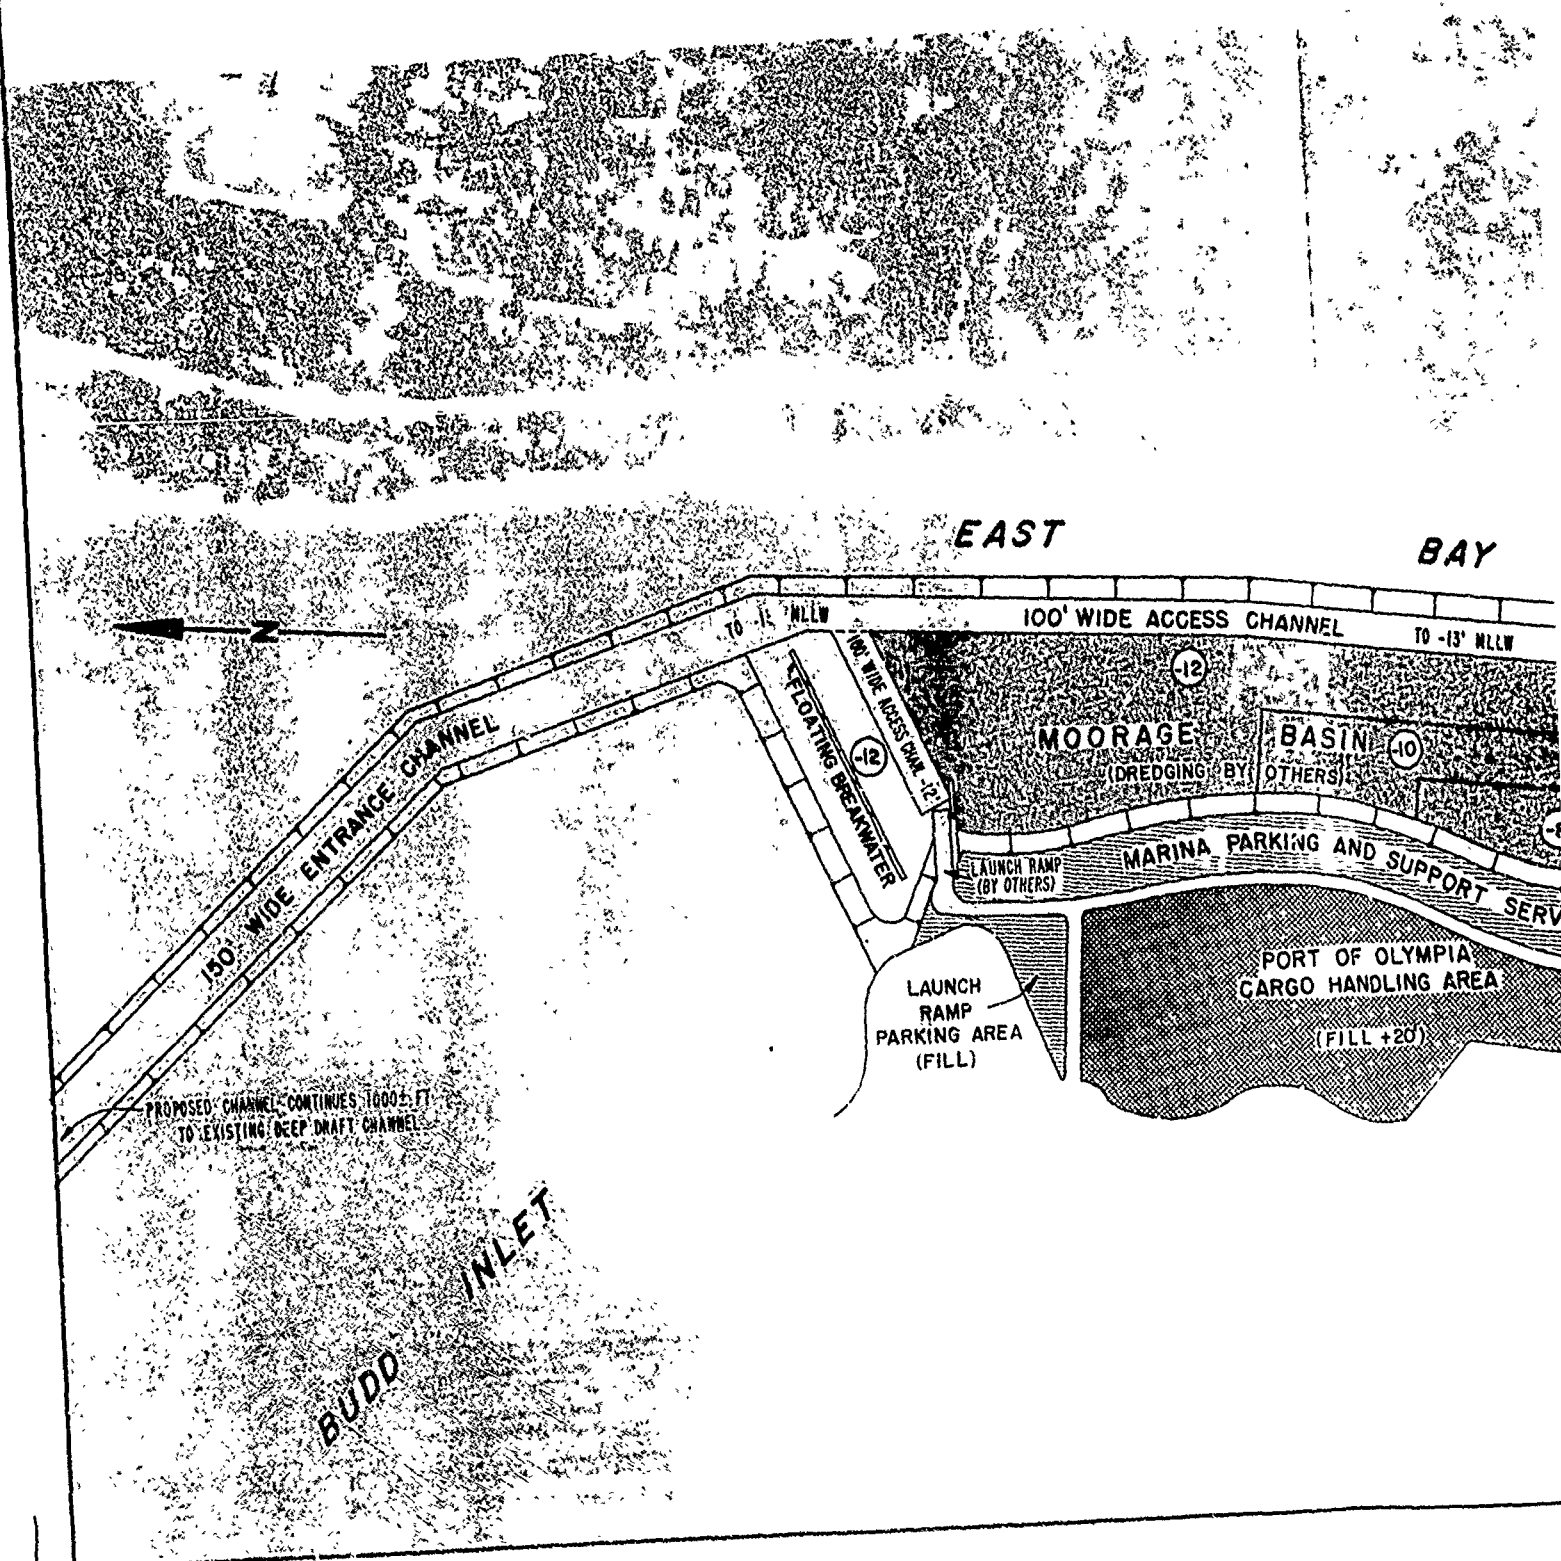 EAST BAY
N
TO -1 MLLW
100' WIDE ACCESS CHANNEL
TO -13' MLLW
100' WIDE ACCESS CHAN. -12'
-12
MOORAGE BASIN
-10
(DREDGING BY OTHERS)
FLOATING BREAKWATER
-12
150' WIDE ENTRANCE CHANNEL
LAUNCH RAMP
(BY OTHERS)
MARINA PARKING AND SUPPORT SERV
PORT OF OLYMPIA
CARGO HANDLING AREA
(FILL +20')
LAUNCH
RAMP
PARKING AREA
(FILL)
PROPOSED CHANNEL CONTINUES 1000± FT
TO EXISTING DEEP DRAFT CHANNEL
BUDD INLET